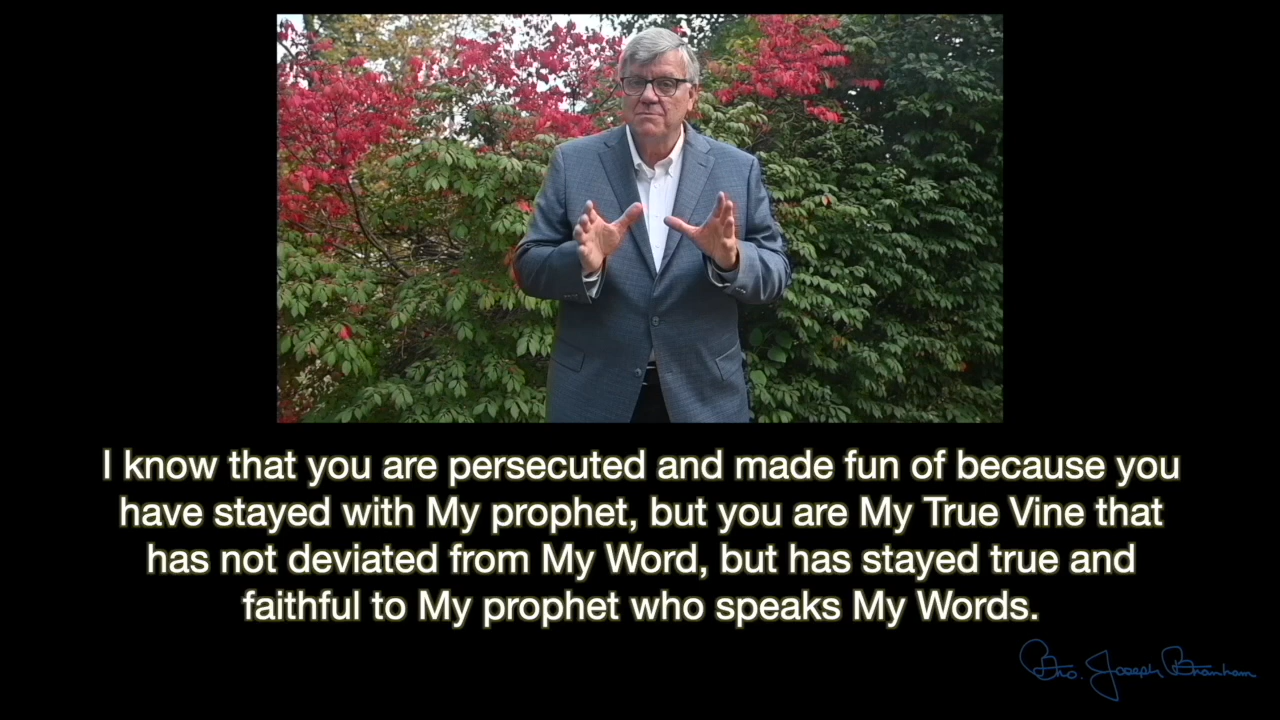 I know that you are persecuted and made fun of because you
have stayed with My prophet, but you are My True Vine that
has not deviated from My Word, but has stayed true and
faithful to My prophet who speaks My Words.
Bro. Joseph Branham